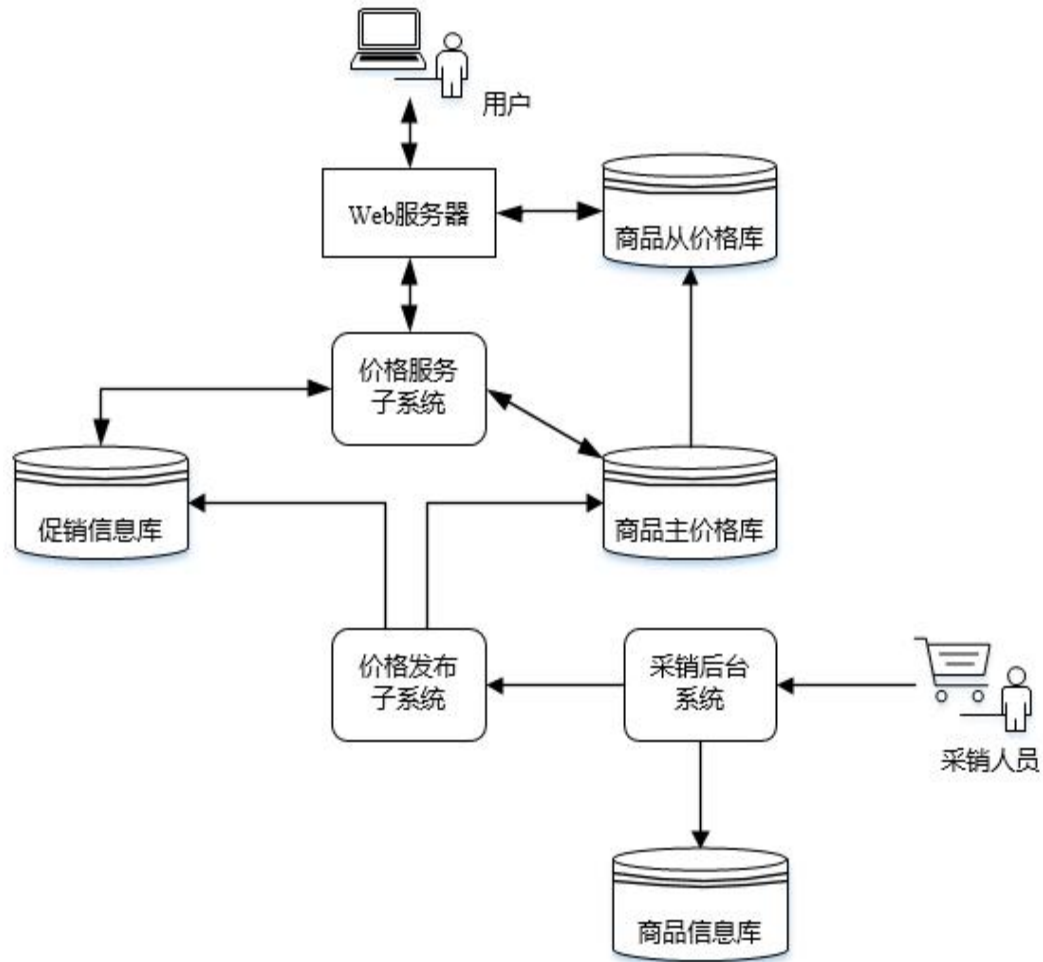 用户
Web服务器
商品从价格库
价格服务
子系统
促销信息库
商品主价格库
价格发布
子系统
采销后台
系统
采销人员
商品信息库